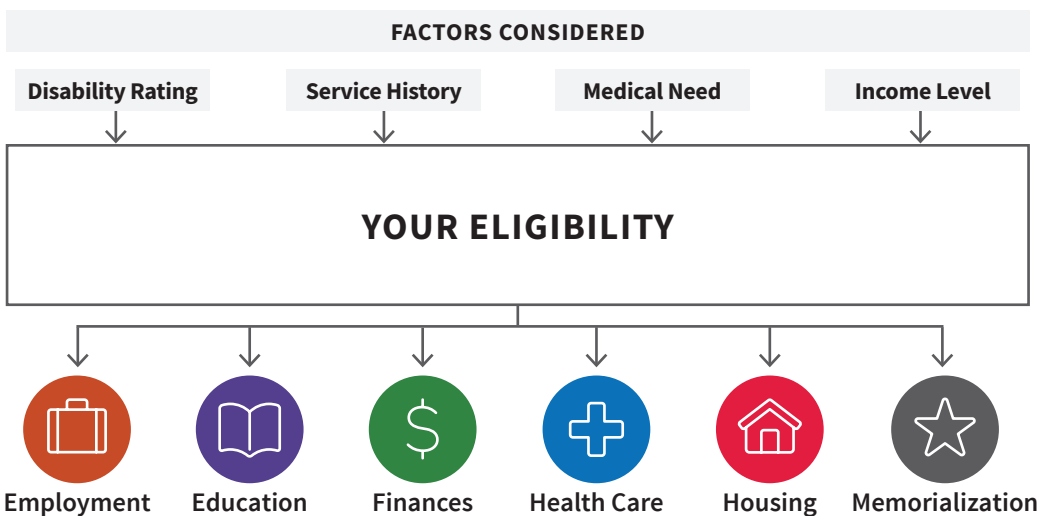 FACTORS CONSIDERED
Disability Rating
Service History
Medical Need
Income Level
YOUR ELIGIBILITY
Employment
Education
Finances
Health Care
Housing
Memorialization